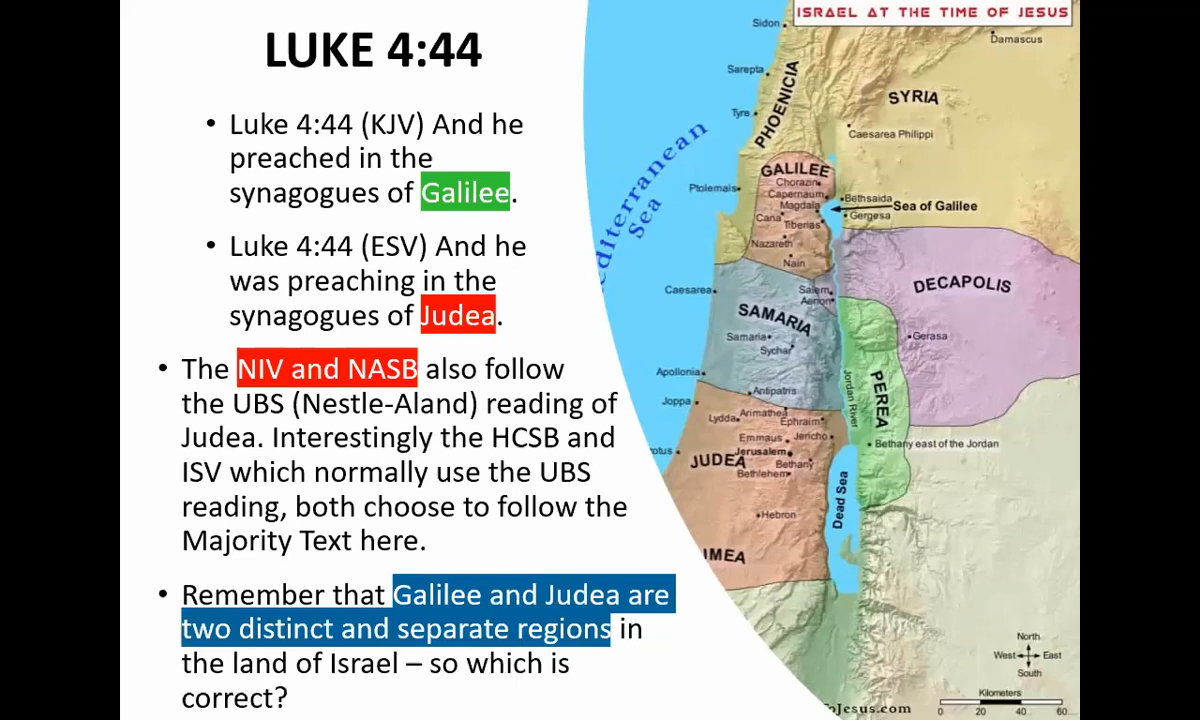 LUKE 4:44
• Luke 4:44 (KJV) And he
preached in the
synagogues of Galilee.
• Luke 4:44 (ESV) And he
was preaching in the
synagogues of Judea.
• The NIV and NASB also follow
the UBS (Nestle-Aland) reading of
Judea. Interestingly the HCSB and
ISV which normally use the UBS
reading, both choose to follow the
Majority Text here.
• Remember that Galilee and Judea are
two distinct and separate regions in
the land of Israel – so which is
correct?
ISRAEL AT THE TIME OF JESUS
Sidon
Damascus
Sarepta
PHOENICIA
SYRIA
Tyre
Caesarea Philippi
editerranean
Sea
GALILEE
Chorazin
Ptolemais
Capernaum
Bethsaida
Magdala
Sea of Galilee
Cana
Tiberias
Gergesa
Nazareth
Nain
Caesarea
Salem
Aenon
DECAPOLIS
SAMARIA
Samaria
Sychar
Gerasa
Apollonia
Antipatris
Jordan River
PEREA
Joppa
Lydda
Arimathea
Ephraim
Emmaus
Jericho
Bethany east of the Jordan
otus
JUDEA
Jerusalem
Bethany
Bethlehem
Dead Sea
Hebron
IMEA
North
West
East
South
Kilometers
0 20 40.. 60
oJesus.com